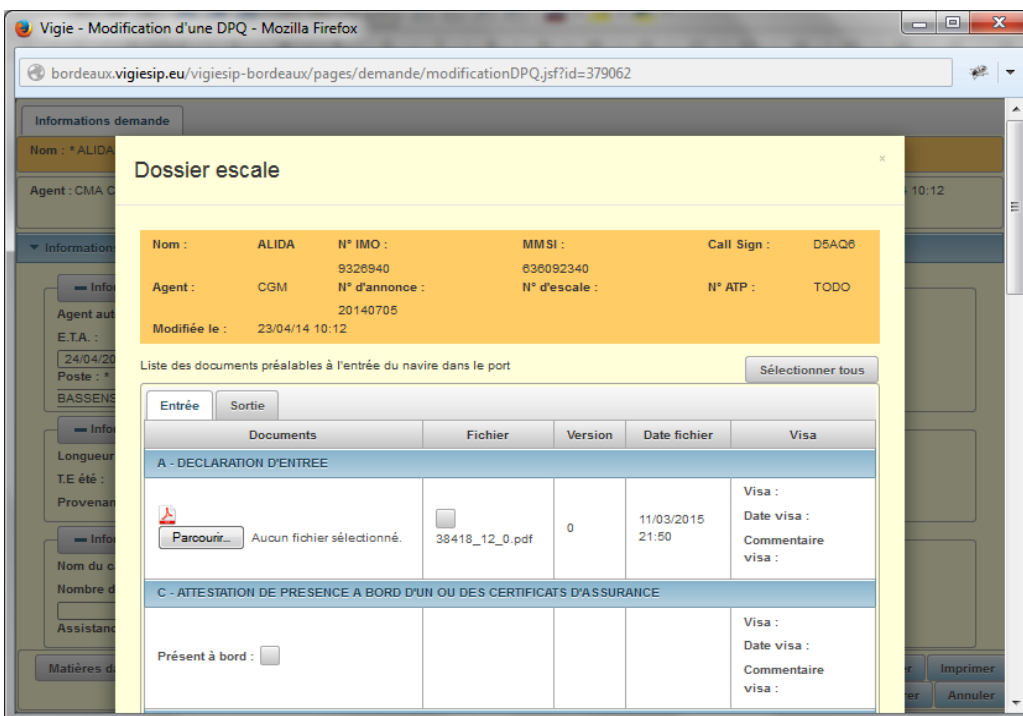 Vigie - Modification d'une DPQ - Mozilla Firefox
bordeaux.vigiesip.eu/vigiesip-bordeaux/pages/demande/modificationDPQ.jsf?id=379062
Informations demande
Nom : * ALIDA
Agent : CMA C
10:12
Information
Dossier escale
×
Nom : ALIDA N° IMO : MMSI : Call Sign : D5AQ6
9326940 636092340
Agent : CGM N° d'annonce : N° d'escale : N° ATP : TODO
20140705
Modifiée le : 23/04/14 10:12
Liste des documents préalables à l'entrée du navire dans le port
Sélectionner tous
Entrée Sortie
Documents Fichier Version Date fichier Visa
A - DECLARATION D'ENTREE
Parcourir... Aucun fichier sélectionné.
38418_12_0.pdf
0
11/03/2015
21:50
Visa :
Date visa :
Commentaire
visa :
C - ATTESTATION DE PRESENCE A BORD D'UN OU DES CERTIFICATS D'ASSURANCE
Présent à bord :
Visa :
Date visa :
Commentaire
visa :
Infor
Agent aut
E.T.A. :
24/04/20
Poste : *
BASSENS
Infor
Longueur
T.E été :
Provenan
Infor
Nom du c
Nombre d
Assistanc
Matières da
er Imprimer
rer Annuler